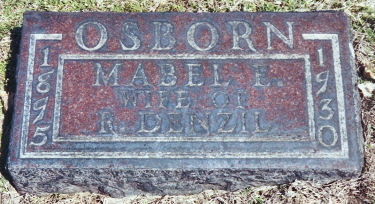 OSBORN
1895
MABEL E.
WIFE OF
R. DENZIL
1930